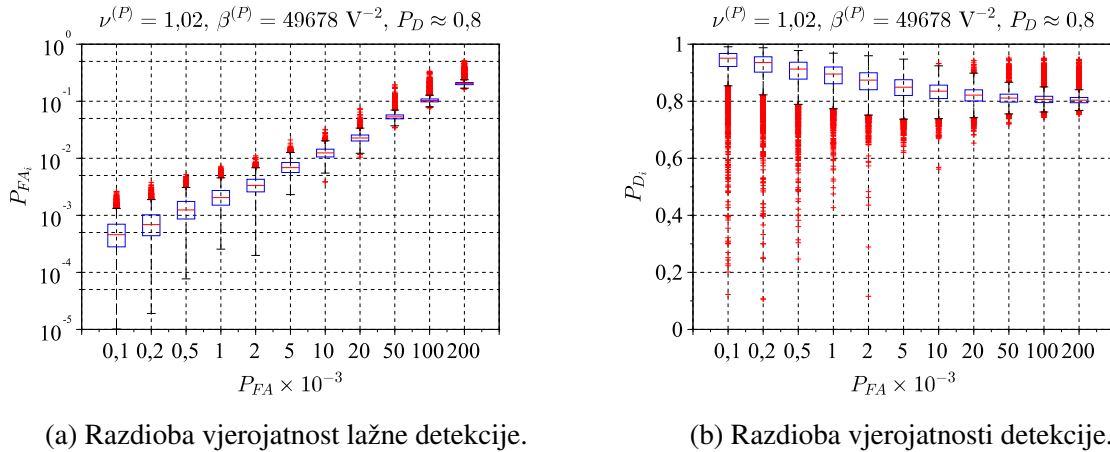 ν^(P) = 1,02, β^(P) = 49678 V^−2, P_D ≈ 0,8
10^0
10^-1
10^-2
10^-3
10^-4
10^-5
P_FA_i
0,1 0,2 0,5 1 2 5 10 20 50 100 200
P_FA × 10^−3
(a) Razdioba vjerojatnost lažne detekcije.
ν^(P) = 1,02, β^(P) = 49678 V^−2, P_D ≈ 0,8
1
0,8
0,6
0,4
0,2
0
P_D_i
0,1 0,2 0,5 1 2 5 10 20 50 100 200
P_FA × 10^−3
(b) Razdioba vjerojatnosti detekcije.